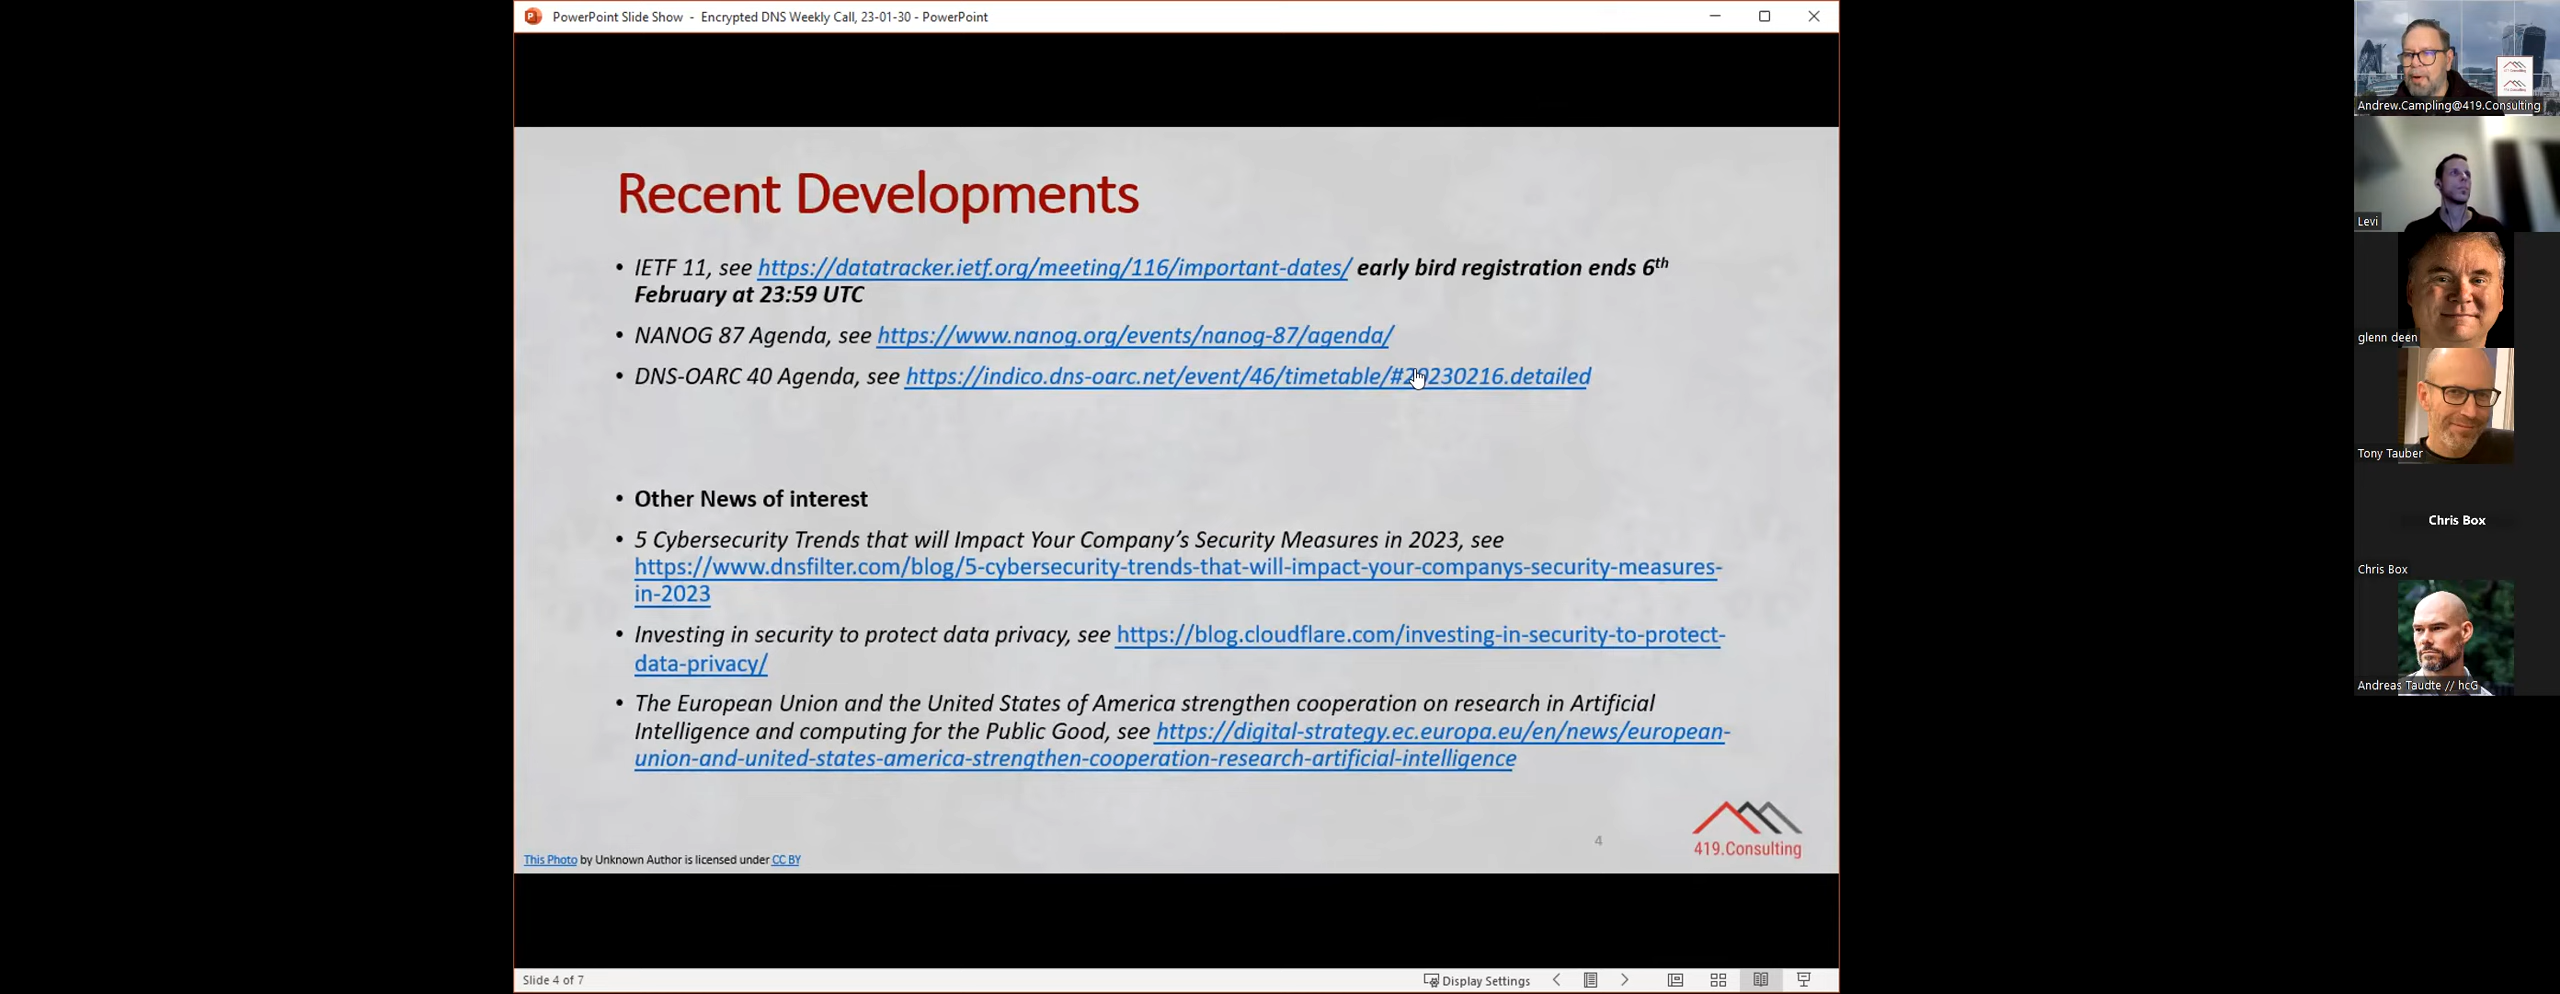 PowerPoint Slide Show - Encrypted DNS Weekly Call, 23-01-30 - PowerPoint
Recent Developments
• IETF 11, see https://datatracker.ietf.org/meeting/116/important-dates/ early bird registration ends 6th
February at 23:59 UTC
• NANOG 87 Agenda, see https://www.nanog.org/events/nanog-87/agenda/
• DNS-OARC 40 Agenda, see https://indico.dns-oarc.net/event/46/timetable/#20230216.detailed
• Other News of interest
• 5 Cybersecurity Trends that will Impact Your Company's Security Measures in 2023, see
https://www.dnsfilter.com/blog/5-cybersecurity-trends-that-will-impact-your-companys-security-measures-
in-2023
• Investing in security to protect data privacy, see https://blog.cloudflare.com/investing-in-security-to-protect-
data-privacy/
• The European Union and the United States of America strengthen cooperation on research in Artificial
Intelligence and computing for the Public Good, see https://digital-strategy.ec.europa.eu/en/news/european-
union-and-united-states-america-strengthen-cooperation-research-artificial-intelligence
4
419.Consulting
This Photo by Unknown Author is licensed under CC BY
Slide 4 of 7
Display Settings
419.Consulting
Andrew.Campling@419.Consulting
Levi
glenn deen
Tony Tauber
Chris Box
Chris Box
Andreas Taudte // hcG